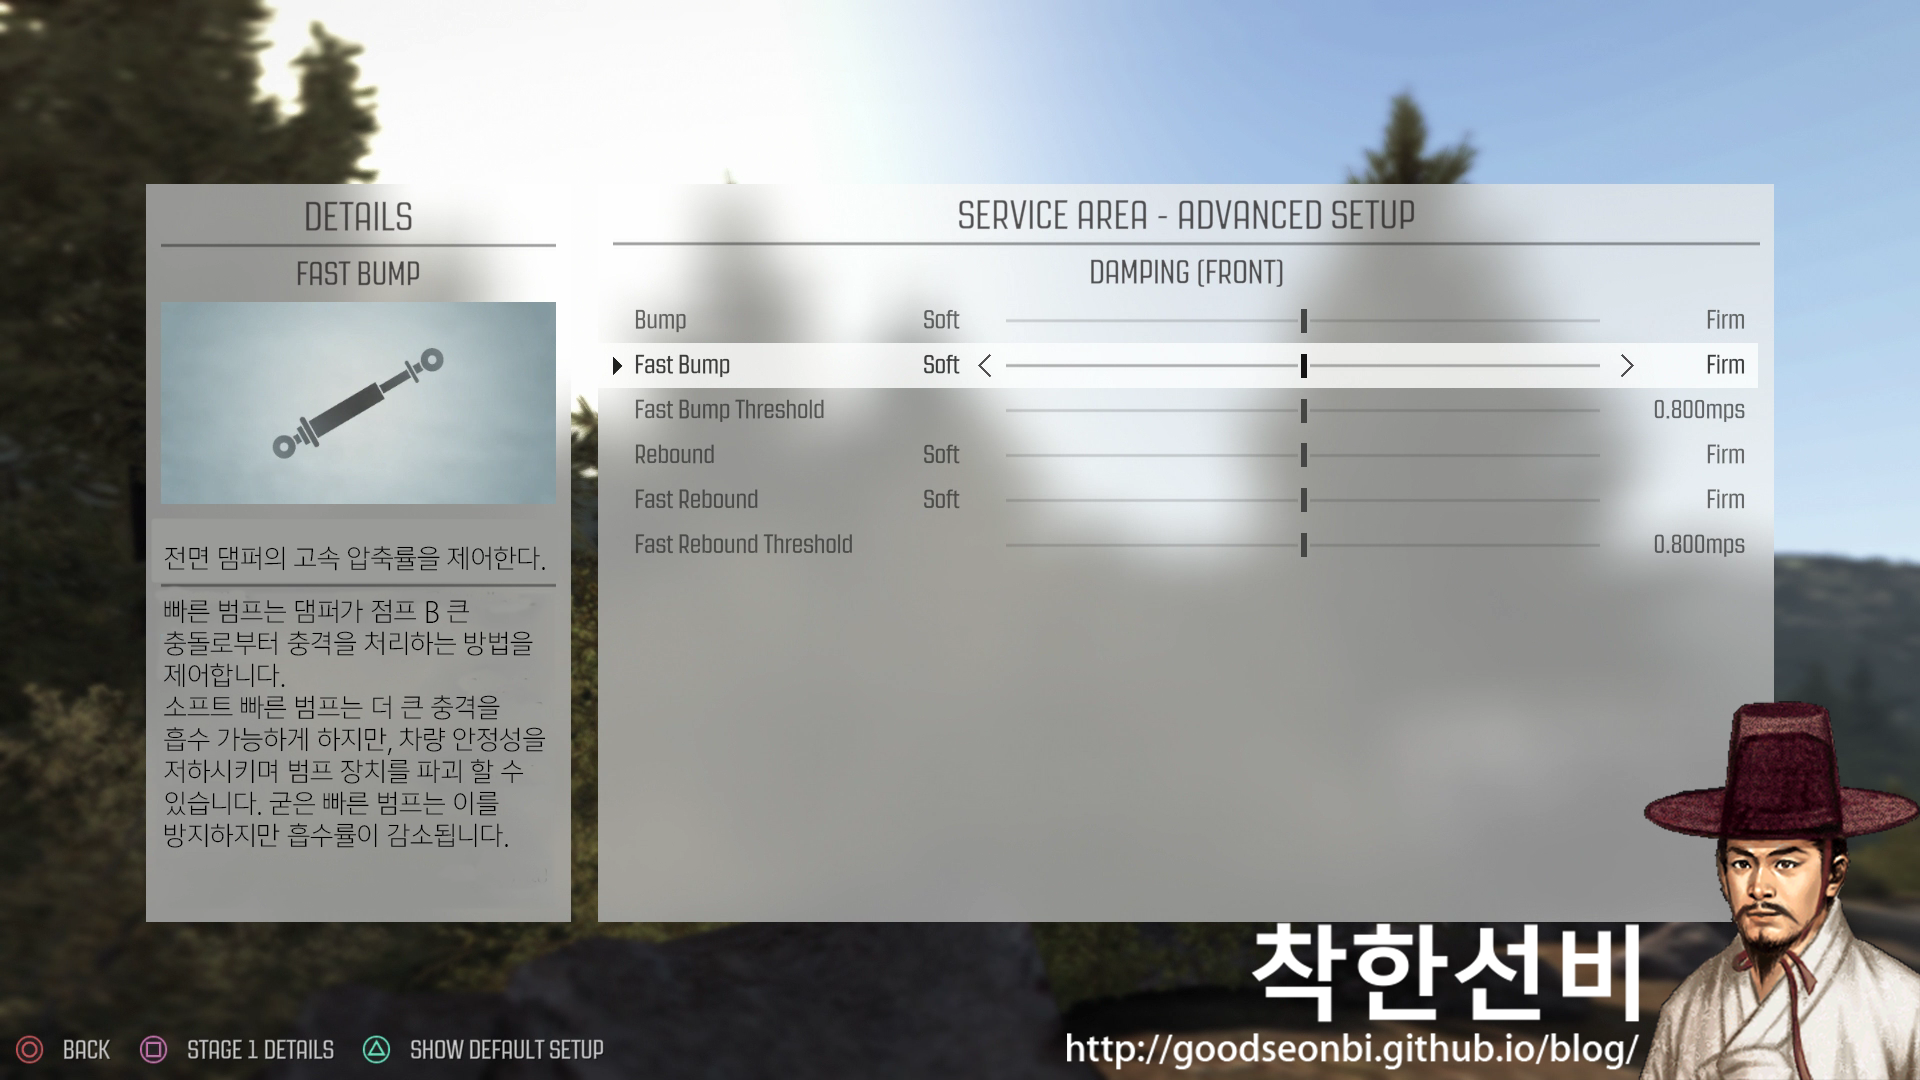 DETAILS
FAST BUMP
전면 댐퍼의 고속 압축률을 제어한다.
빠른 범프는 댐퍼가 점프 B 큰
충돌로부터 충격을 처리하는 방법을
제어합니다.
소프트 빠른 범프는 더 큰 충격을
흡수 가능하게 하지만, 차량 안정성을
저하시키며 범프 장치를 파괴 할 수
있습니다. 굳은 빠른 범프는 이를
방지하지만 흡수률이 감소됩니다.
SERVICE AREA - ADVANCED SETUP
DAMPING (FRONT)
Bump Soft Firm
Fast Bump Soft Firm
Fast Bump Threshold 0.800mps
Rebound Soft Firm
Fast Rebound Soft Firm
Fast Rebound Threshold 0.800mps
착한선비
http://goodseonbi.github.io/blog/
BACK STAGE 1 DETAILS SHOW DEFAULT SETUP